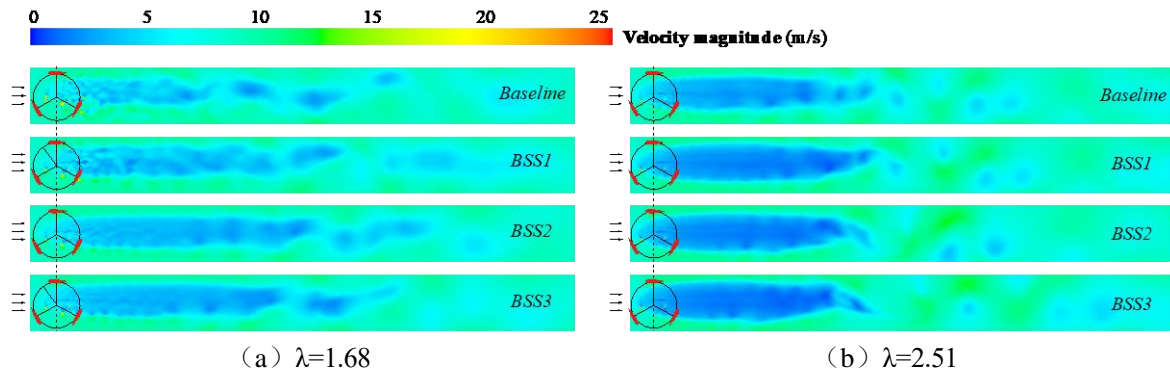 0 5 10 15 20 25
Velocity magnitude (m/s)
Baseline
BSS1
BSS2
BSS3
（a）λ=1.68
Baseline
BSS1
BSS2
BSS3
（b）λ=2.51